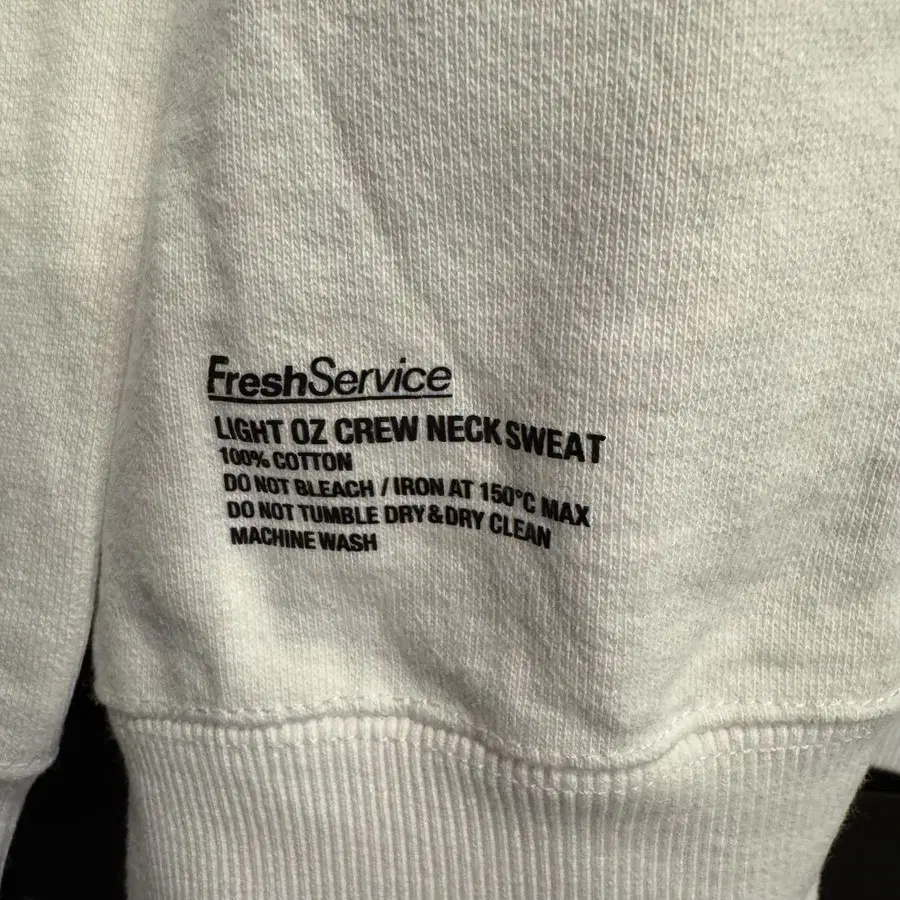 FreshService
LIGHT OZ CREW NECK SWEAT
100% COTTON
DO NOT BLEACH / IRON AT 150°C MAX
DO NOT TUMBLE DRY & DRY CLEAN
MACHINE WASH